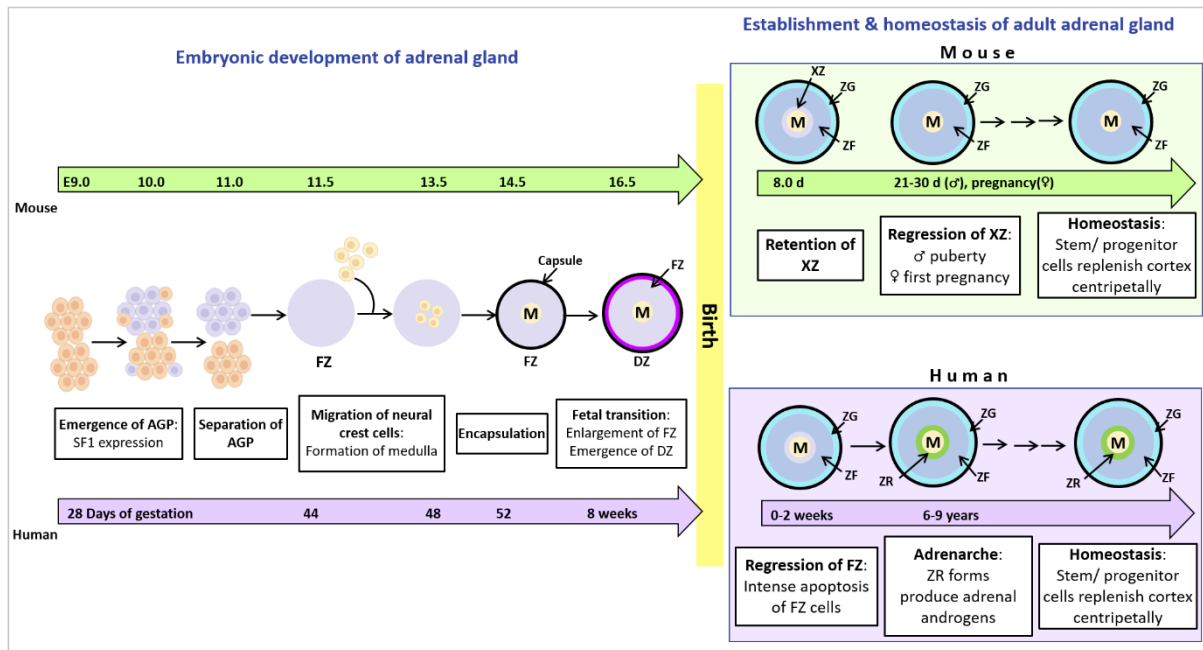 Embryonic development of adrenal gland
E9.0 10.0 11.0 11.5 13.5 14.5 16.5
Mouse
Capsule
FZ
M
M
FZ
FZ
DZ
Emergence of AGP:
SF1 expression
Separation of
AGP
Migration of neural
crest cells:
Formation of medulla
Encapsulation
Fetal transition:
Enlargement of FZ
Emergence of DZ
28 Days of gestation 44 48 52 8 weeks
Human
Birth
Establishment & homeostasis of adult adrenal gland
Mouse
XZ
ZG
ZG
ZG
M
M
M
ZF
ZF
ZF
8.0 d 21-30 d (♂), pregnancy(♀)
Retention of
XZ
Regression of XZ:
♂ puberty
♀ first pregnancy
Homeostasis:
Stem/ progenitor
cells replenish cortex
centripetally
Human
ZG
ZG
ZG
M
M
M
ZF
ZR
ZF
ZR
ZF
0-2 weeks 6-9 years
Regression of FZ:
Intense apoptosis
of FZ cells
Adrenarche:
ZR forms
produce adrenal
androgens
Homeostasis:
Stem/ progenitor
cells replenish cortex
centripetally